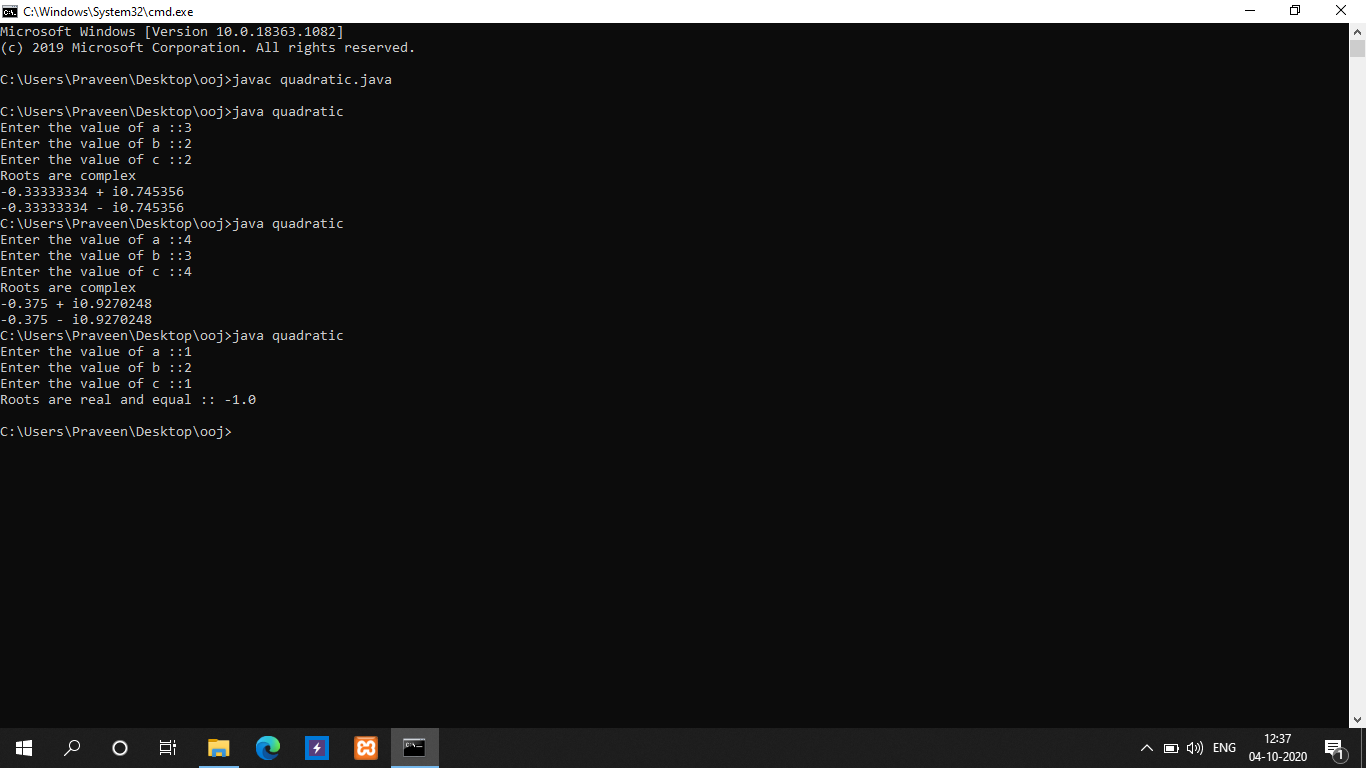 C:\Windows\System32\cmd.exe
Microsoft Windows [Version 10.0.18363.1082]
(c) 2019 Microsoft Corporation. All rights reserved.
C:\Users\Praveen\Desktop\ooj>javac quadratic.java
C:\Users\Praveen\Desktop\ooj>java quadratic
Enter the value of a ::3
Enter the value of b ::2
Enter the value of c ::2
Roots are complex
-0.33333334 + i0.745356
-0.33333334 - i0.745356
C:\Users\Praveen\Desktop\ooj>java quadratic
Enter the value of a ::4
Enter the value of b ::3
Enter the value of c ::4
Roots are complex
-0.375 + i0.9270248
-0.375 - i0.9270248
C:\Users\Praveen\Desktop\ooj>java quadratic
Enter the value of a ::1
Enter the value of b ::2
Enter the value of c ::1
Roots are real and equal :: -1.0
C:\Users\Praveen\Desktop\ooj>
ENG
12:37
04-10-2020
1